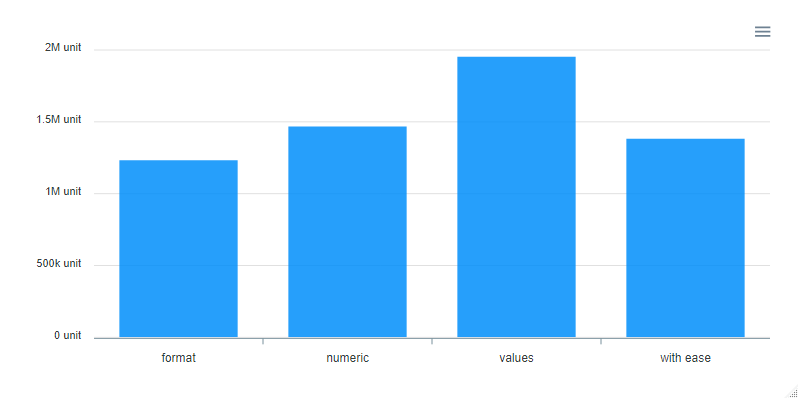 2M unit
1.5M unit
1M unit
500k unit
0 unit
format numeric values with ease